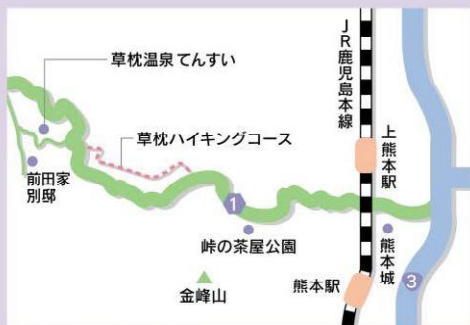 草枕温泉てんすい
草枕ハイキングコース
前田家
別邸
1
峠の茶屋公園
金峰山
JR鹿児島本線
上熊本駅
熊本城
熊本駅
3